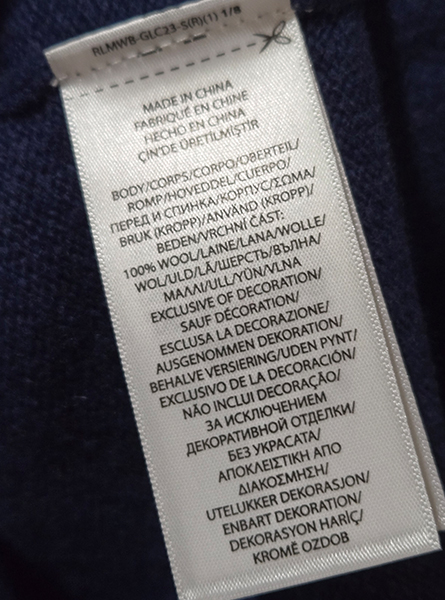 RLMWB-GLC23-S(R)(1) 1/8
MADE IN CHINA
FABRIQUÉ EN CHINE
HECHO EN CHINA
ÇİN'DE ÜRETİLMİŞTİR
BODY/CORPS/CORPO/OBERTEIL/
ROMP/HOVEDDEL/CUERPO/
ПЕРЕД И СПИНКА/КОРПУС/ΣΩΜΑ/
BRUK (KROPP)/ANVÄND (KROPP)/
BEDEN/VRCHNÍ ČÁST:
100% WOOL/LAINE/LANA/WOLLE/
WOL/ULD/LÃ/ШЕРСТЬ/ВЪЛНА/
ΜΑΛΛΙ/ULL/YÜN/VLNA
EXCLUSIVE OF DECORATION/
SAUF DÉCORATION/
ESCLUSA LA DECORAZIONE/
AUSGENOMMEN DEKORATION/
BEHALVE VERSIERING/UDEN PYNT/
EXCLUSIVO DE LA DECORACIÓN/
NÃO INCLUI DECORAÇÃO/
ЗА ИСКЛЮЧЕНИЕМ
ДЕКОРАТИВНОЙ ОТДЕЛКИ/
БЕЗ УКРАСАТА/
ΑΠΟΚΛΕΙΣΤΙΚΗ ΑΠΟ
ΔΙΑΚΟΣΜΗΣΗ/
UTELUKKER DEKORASJON/
ENBART DEKORATION/
DEKORASYON HARİÇ/
KROMĚ OZDOB